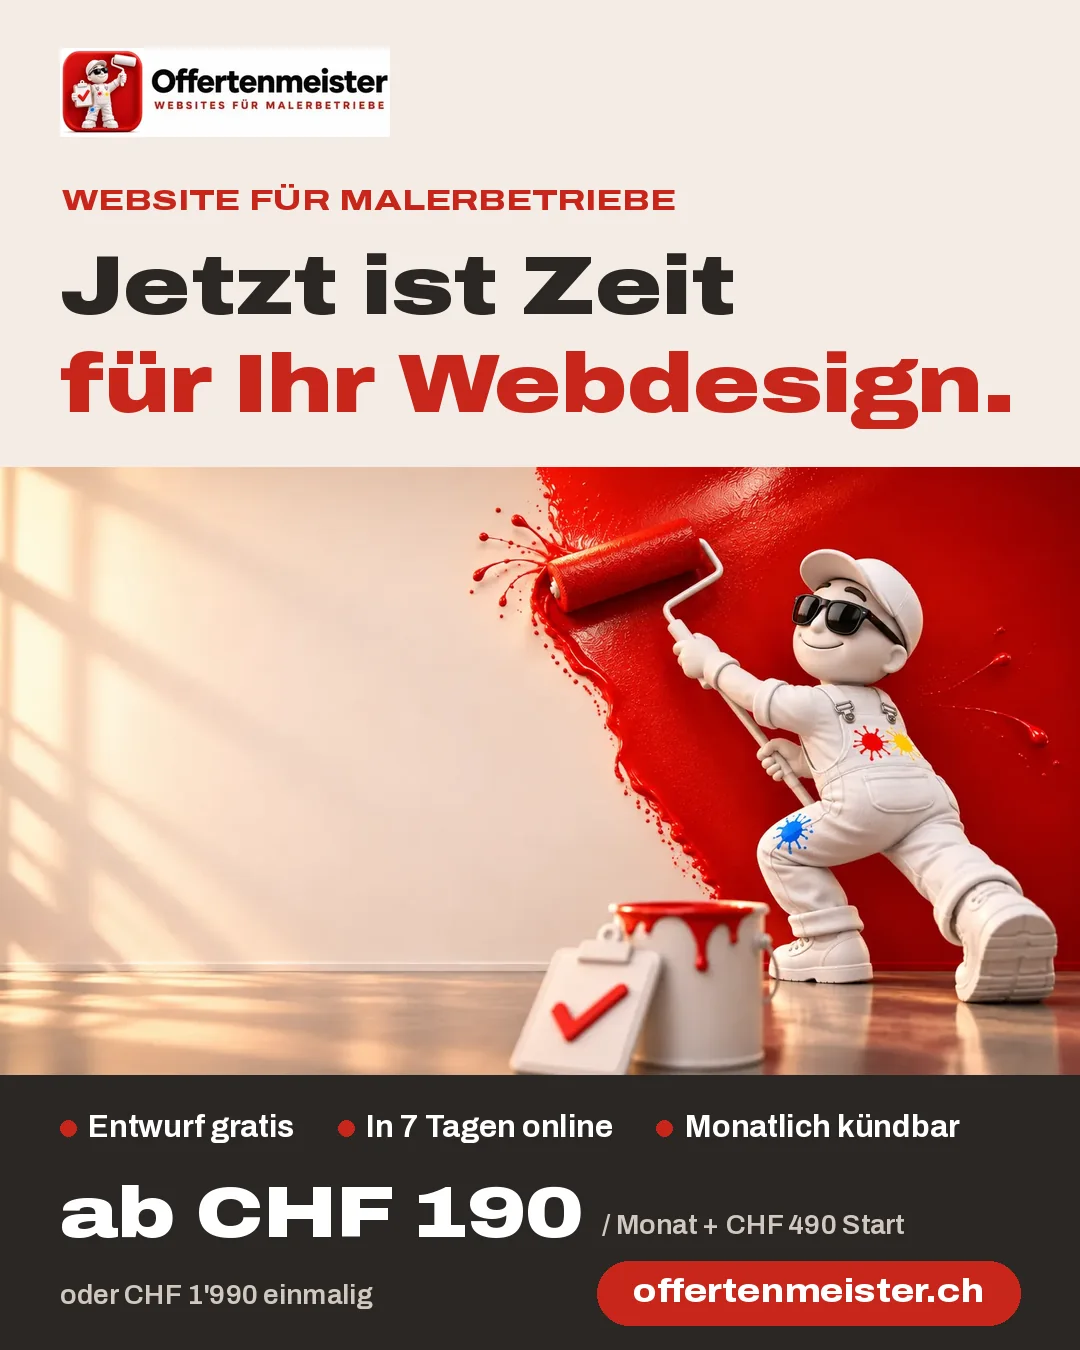 Offertenmeister
WEBSITES FÜR MALERBETRIEBE
WEBSITE FÜR MALERBETRIEBE
Jetzt ist Zeit
für Ihr Webdesign.
Entwurf gratis
In 7 Tagen online
Monatlich kündbar
ab CHF 190 / Monat + CHF 490 Start
oder CHF 1'990 einmalig
offertenmeister.ch